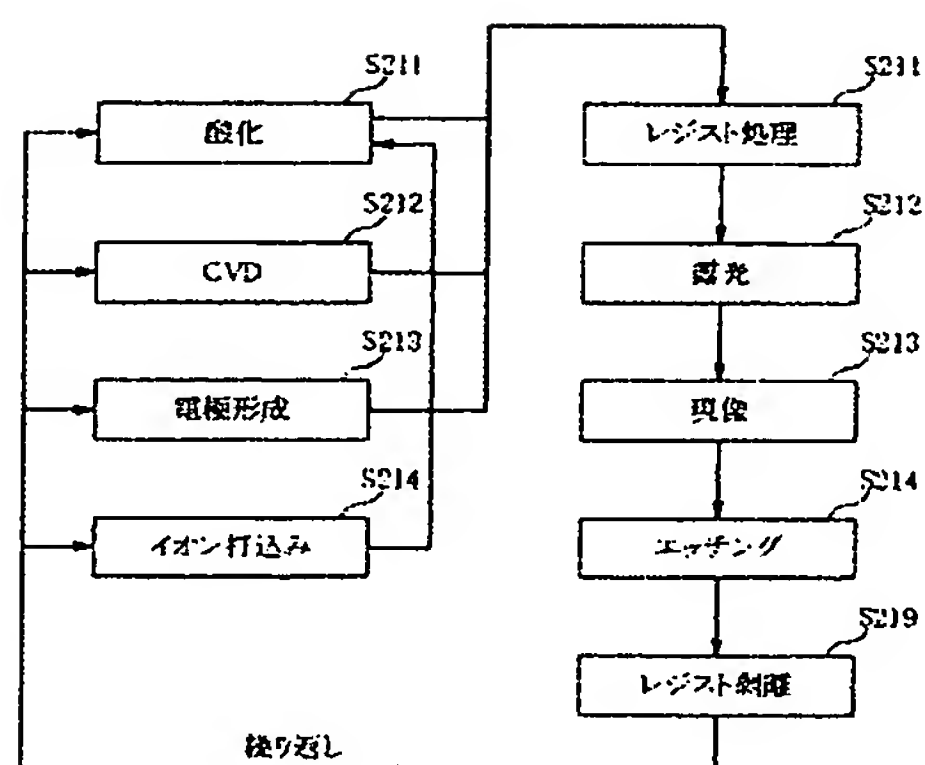 S211
酸化
S212
CVD
S213
電極形成
S214
イオン打込み
S211
レジスト処理
S212
露光
S213
現像
S214
エッチング
S219
レジスト剥離
繰り返し